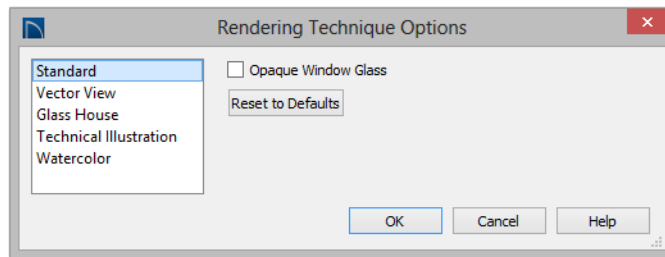 Rendering Technique Options
Standard
Vector View
Glass House
Technical Illustration
Watercolor
Opaque Window Glass
Reset to Defaults
OK Cancel Help